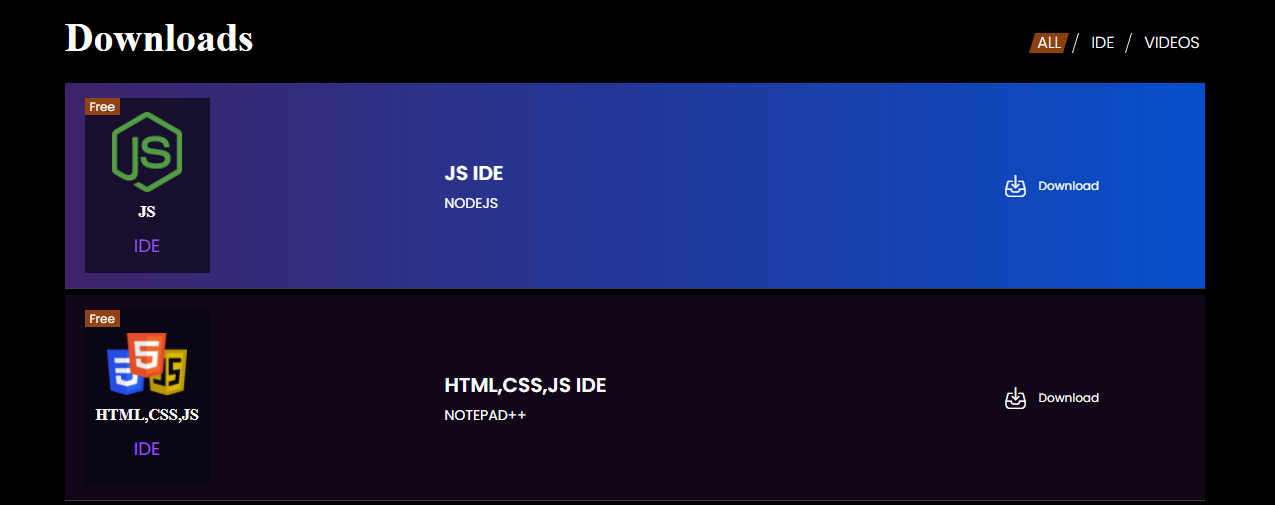 Downloads
ALL / IDE / VIDEOS
Free
JS
JS
IDE
JS IDE
NODEJS
Download
Free
5
JS
HTML,CSS,JS
IDE
HTML,CSS,JS IDE
NOTEPAD++
Download